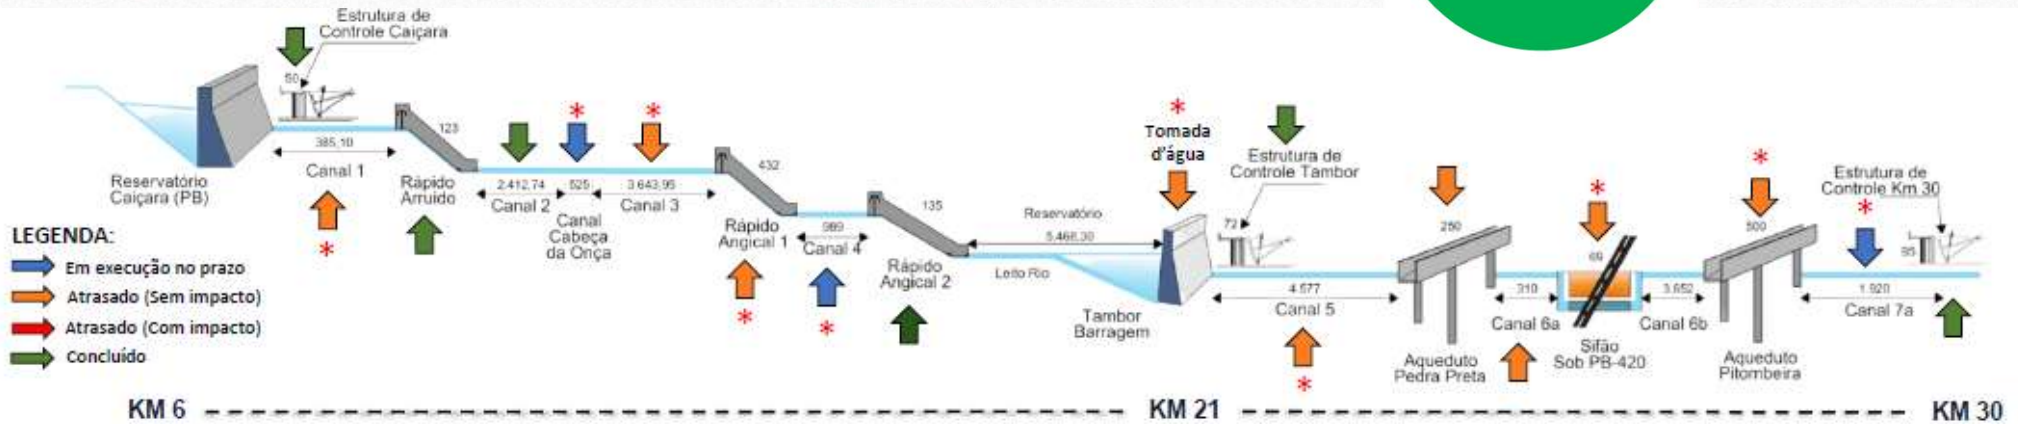 Estrutura de
Controle Caiçara
50
385,10
Canal 1
Reservatório
Caiçara (PB)
123
Rápido
Arruido
2.412,74
Canal 2
525
Canal
Cabeça
da Onça
3.643,95
Canal 3
432
Rápido
Angical 1
989
Canal 4
135
Rápido
Angical 2
Reservatório
5.468,30
Leito Rio
Tambor
Barragem
*
Tomada
d'água
Estrutura de
Controle Tambor
72
4.577
Canal 5
250
Aqueduto
Pedra Preta
310
Canal 6a
69
Sifão
Sob PB-420
3.652
Canal 6b
500
Aqueduto
Pitombeira
Estrutura de
Controle Km 30
95
1.920
Canal 7a
LEGENDA:
Em execução no prazo
Atrasado (Sem impacto)
Atrasado (Com impacto)
Concluído
KM 6
KM 21
KM 30